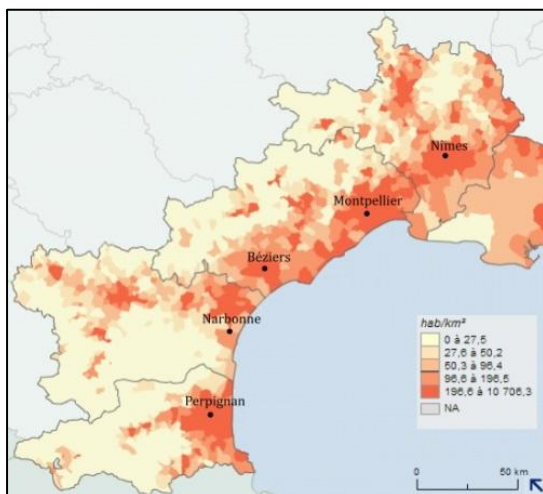 Nîmes
Montpellier
Béziers
Narbonne
Perpignan
hab/km²
0 à 27,5
27,6 à 50,2
50,3 à 96,4
96,6 à 196,5
196,6 à 10 706,3
NA
0 50 km